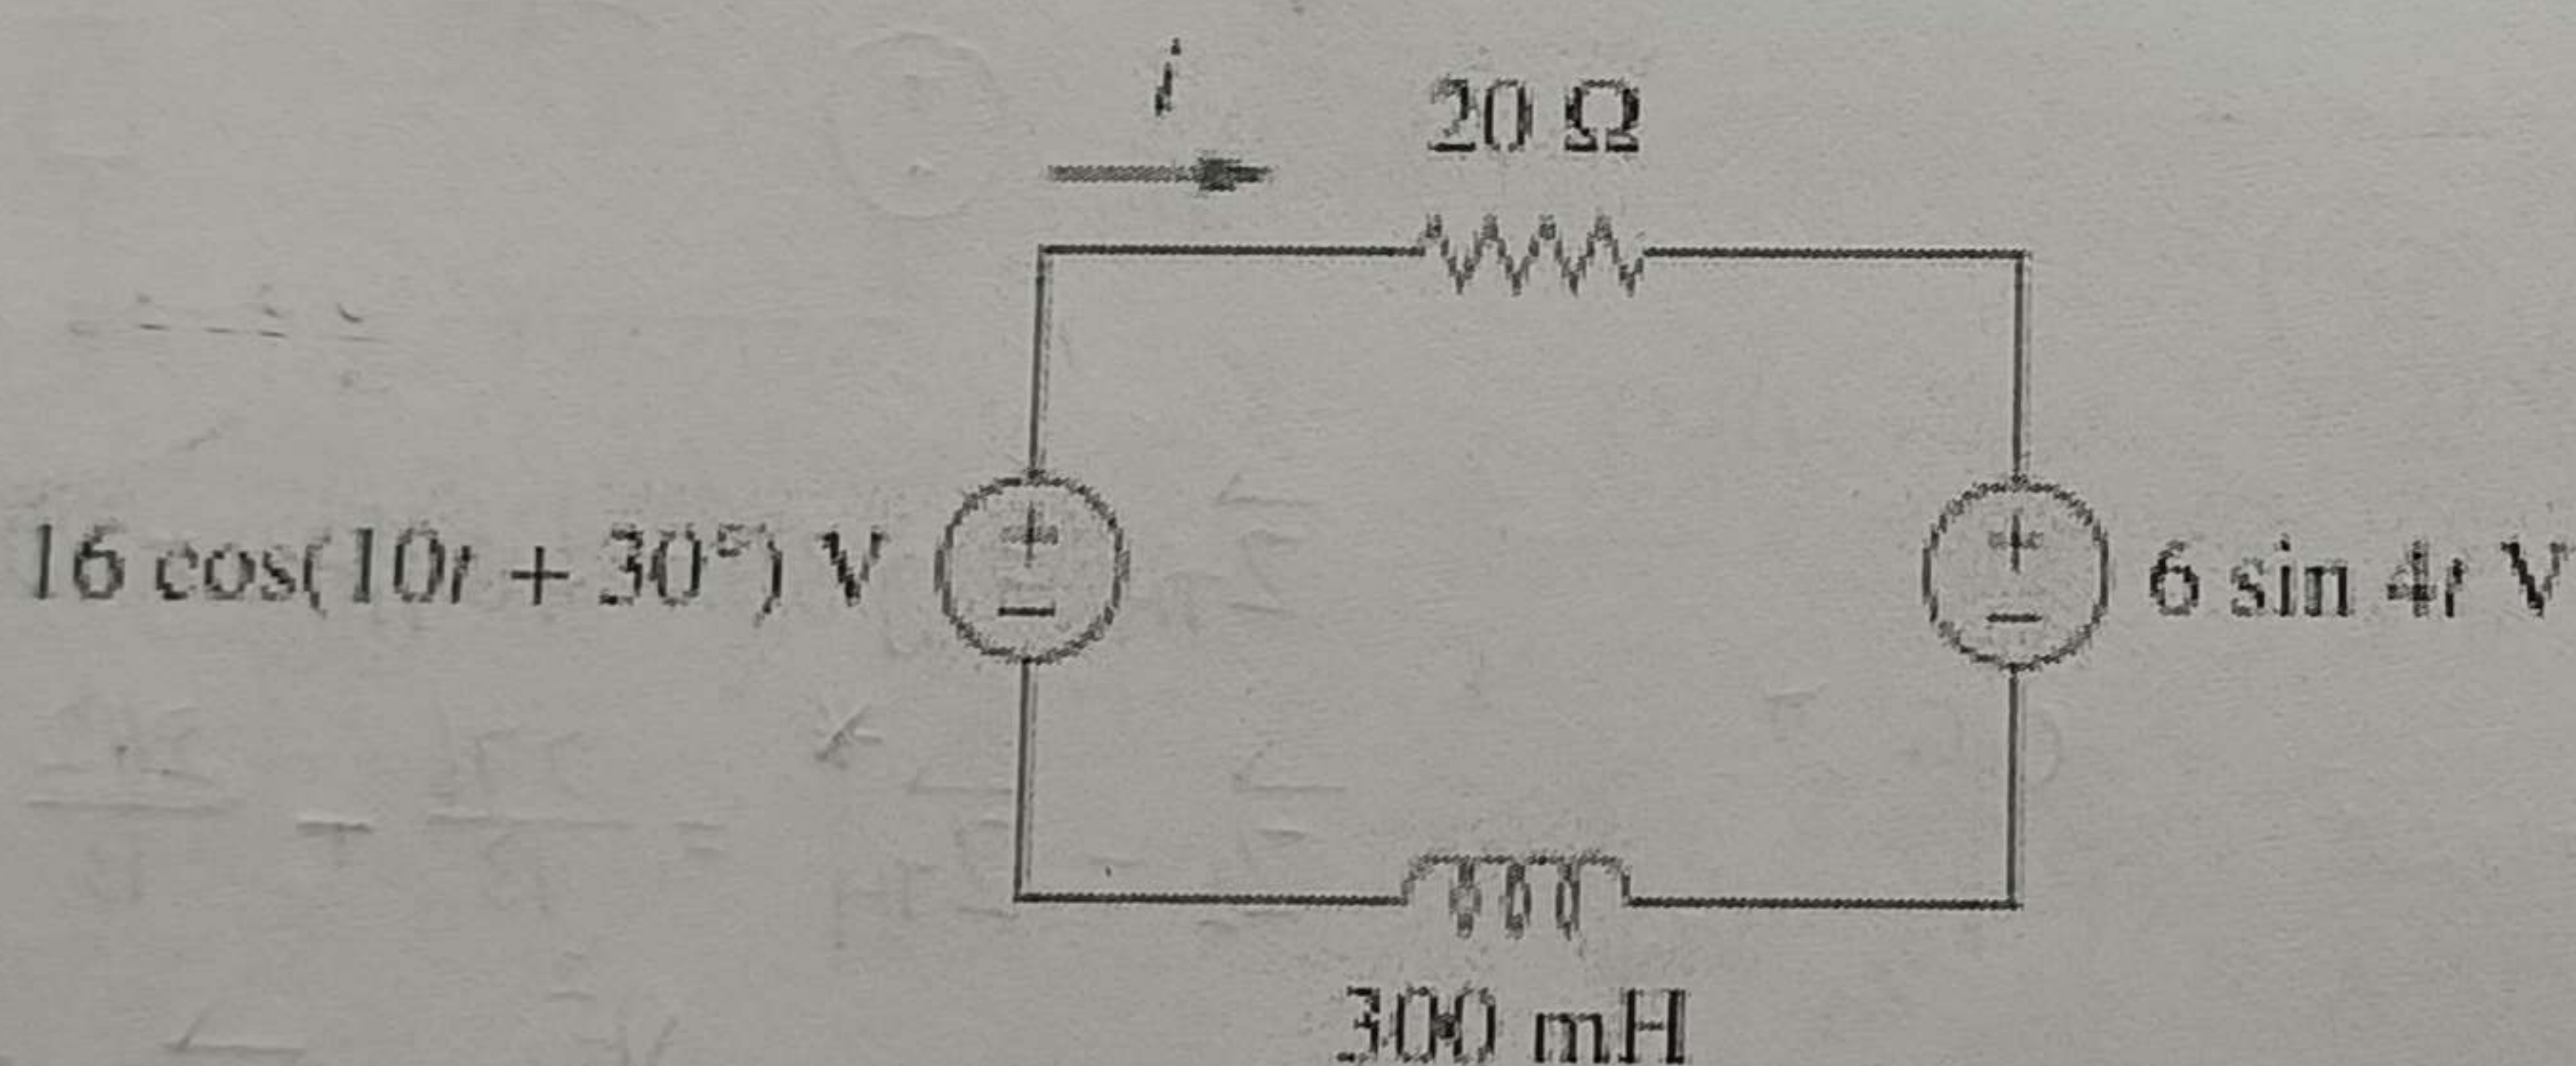 i
20 Ω
16 cos(10t + 30°) V
+
−
+
−
6 sin 4t V
300 mH